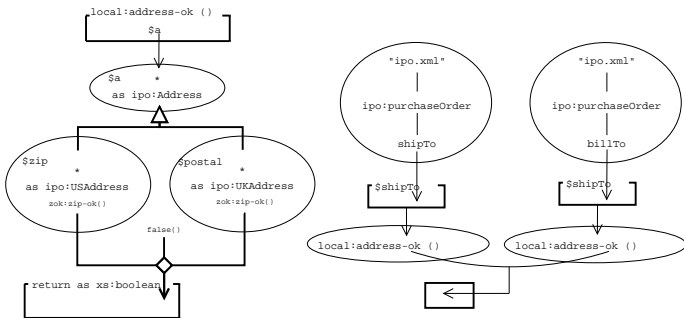 local:address-ok ()
$a
$a
*
as ipo:Address
$zip
*
as ipo:USAddress
zok:zip-ok()
$postal
*
as ipo:UKAddress
zok:zip-ok()
false()
return as xs:boolean
"ipo.xml"
ipo:purchaseOrder
shipTo
$shipTo
local:address-ok ()
"ipo.xml"
ipo:purchaseOrder
billTo
$shipTo
local:address-ok ()